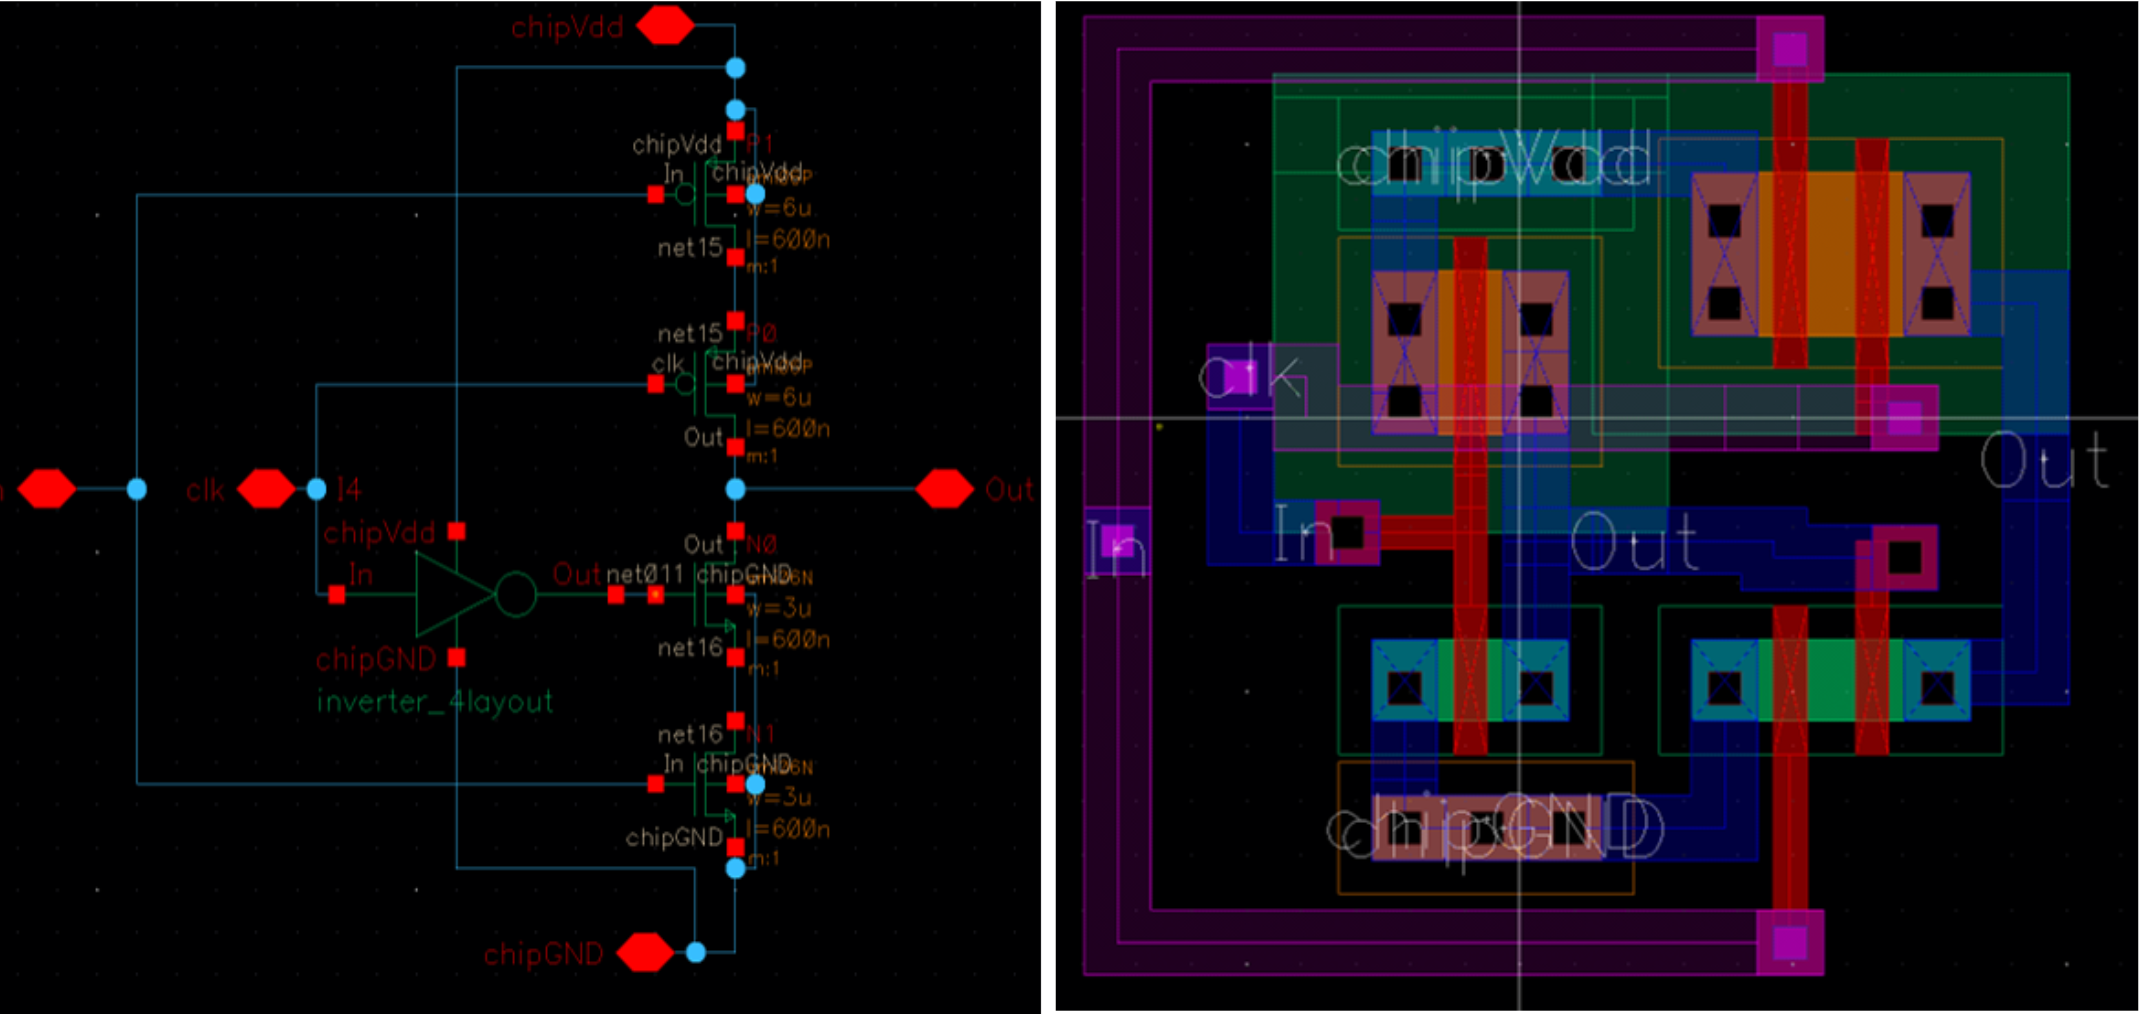 chipVdd
chipVdd
P1
In
chipVdd
w=6u
l=600n
net15
m:1
net15
P0
clk
chipVdd
w=6u
l=600n
Out
m:1
clk
I4
Out
chipVdd
Out
N0
In
Out
net011
chipGND
w=3u
l=600n
net16
m:1
chipGND
inverter_4layout
net16
N1
In
chipGND
w=3u
l=600n
chipGND
m:1
chipGND
chipVdd
clk
Out
In
In
Out
chipGND